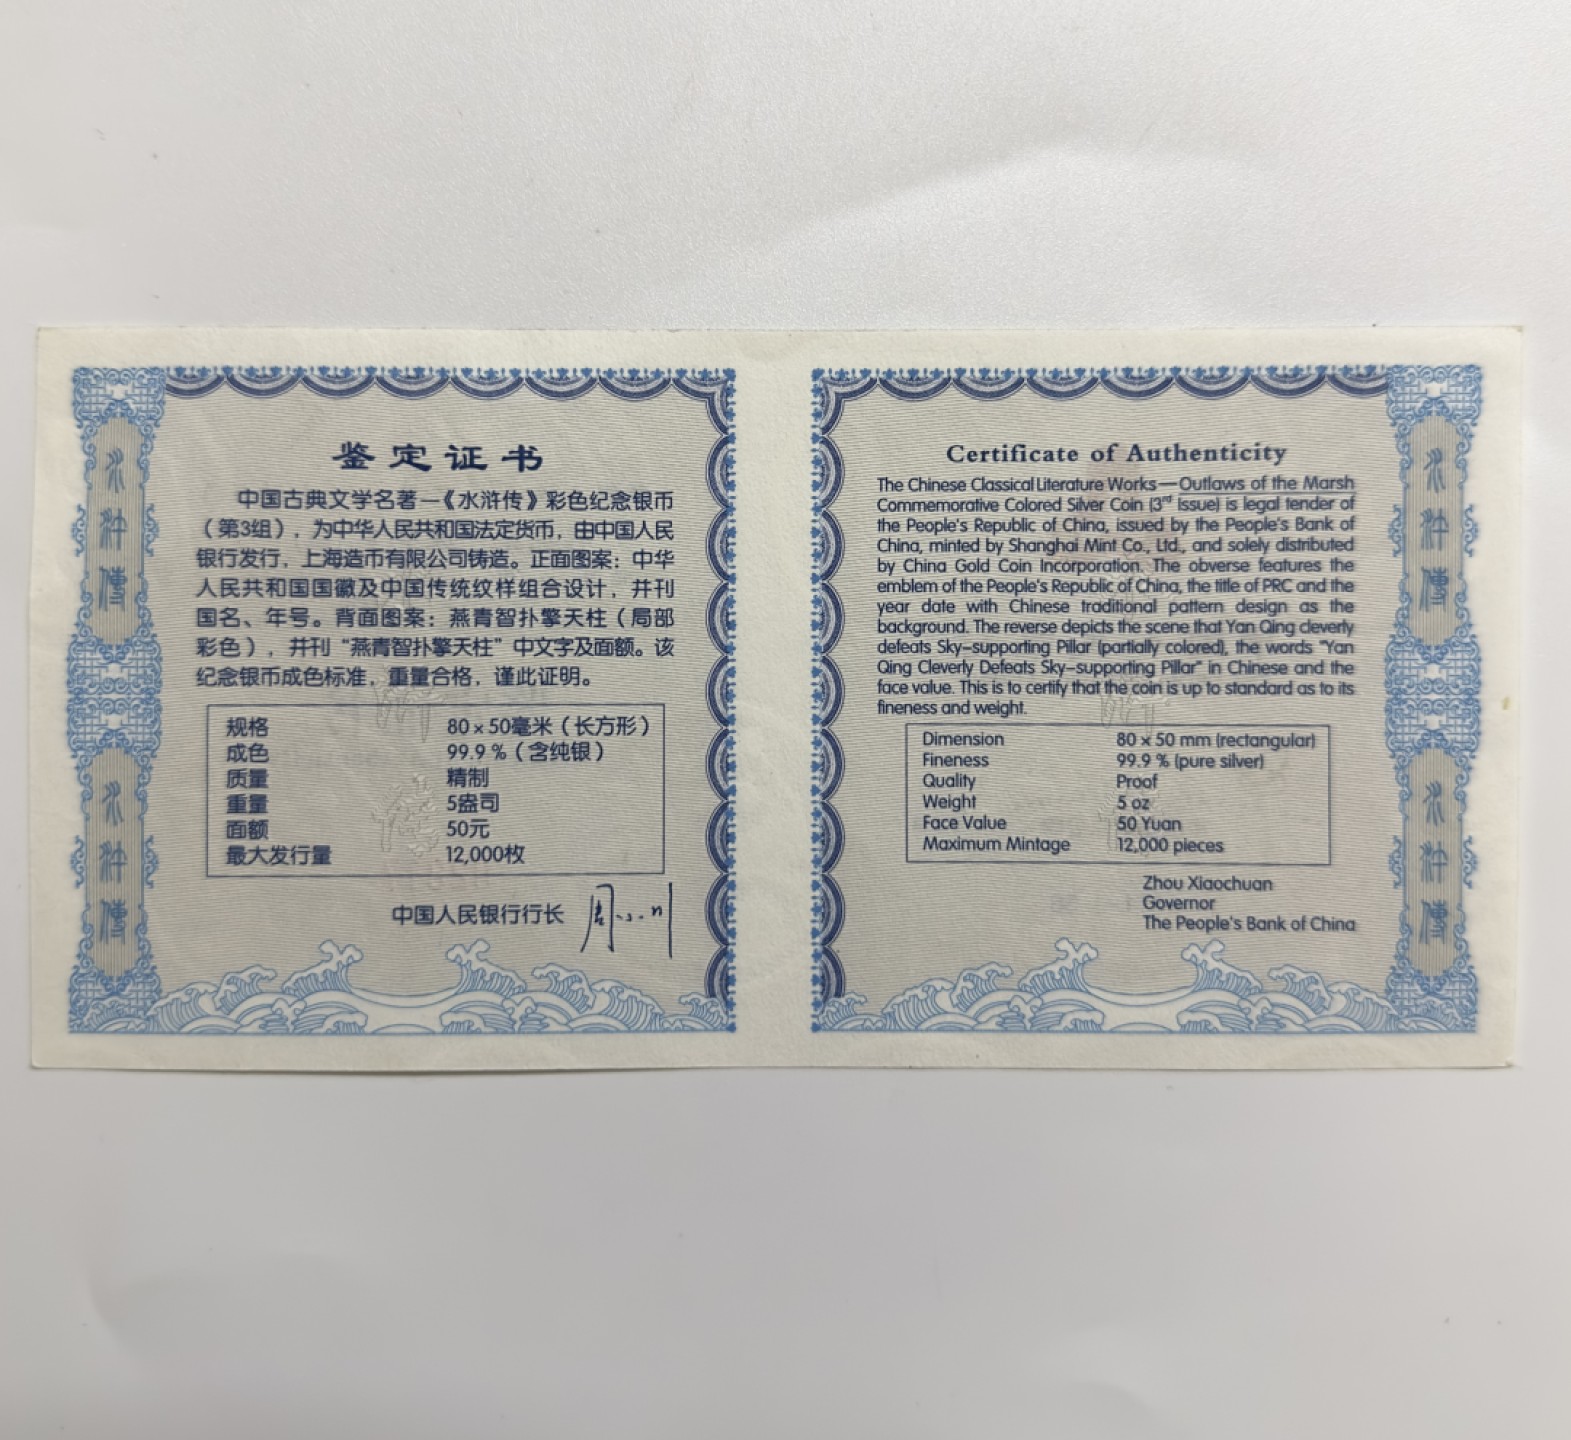 鉴定证书
中国古典文学名著—《水浒传》彩色纪念银币
（第3组），为中华人民共和国法定货币，由中国人民
银行发行，上海造币有限公司铸造。正面图案：中华
人民共和国国徽及中国传统纹样组合设计，并刊
国名、年号。背面图案：燕青智扑擎天柱（局部
彩色），并刊“燕青智扑擎天柱”中文字及面额。该
纪念银币成色标准，重量合格，谨此证明。
规格 80×50毫米（长方形）
成色 99.9%（含纯银）
质量 精制
重量 5盎司
面额 50元
最大发行量 12,000枚
中国人民银行行长 周小川
水浒傳
水浒傳
Certificate of Authenticity
The Chinese Classical Literature Works—Outlaws of the Marsh
Commemorative Colored Silver Coin (3rd Issue) is legal tender of
the People's Republic of China, issued by the People's Bank of
China, minted by Shanghai Mint Co., Ltd., and solely distributed
by China Gold Coin Incorporation. The obverse features the
emblem of the People's Republic of China, the title of PRC and the
year date with Chinese traditional pattern design as the
background. The reverse depicts the scene that Yan Qing cleverly
defeats Sky-supporting Pillar (partially colored), the words "Yan
Qing Cleverly Defeats Sky-supporting Pillar" in Chinese and the
face value. This is to certify that the coin is up to standard as to its
fineness and weight.
Dimension 80 × 50 mm (rectangular)
Fineness 99.9 % (pure silver)
Quality Proof
Weight 5 oz
Face Value 50 Yuan
Maximum Mintage 12,000 pieces
Zhou Xiaochuan
Governor
The People's Bank of China
水浒傳
水浒傳